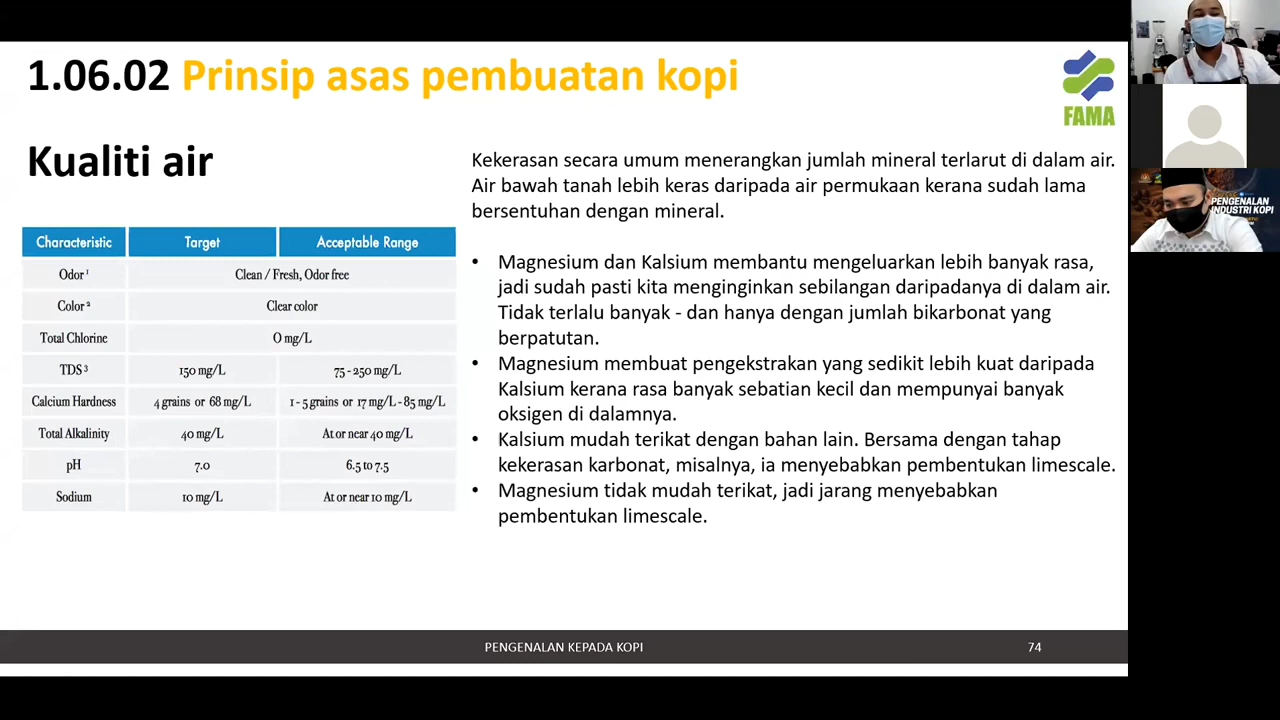 1.06.02 Prinsip asas pembuatan kopi
FAMA
Kualiti air
Characteristic Target Acceptable Range
Odor 1 Clean / Fresh, Odor free
Color 2 Clear color
Total Chlorine 0 mg/L
TDS 3 150 mg/L 75 - 250 mg/L
Calcium Hardness 4 grains or 68 mg/L 1 - 5 grains or 17 mg/L - 85 mg/L
Total Alkalinity 40 mg/L At or near 40 mg/L
pH 7.0 6.5 to 7.5
Sodium 10 mg/L At or near 10 mg/L
Kekerasan secara umum menerangkan jumlah mineral terlarut di dalam air.
Air bawah tanah lebih keras daripada air permukaan kerana sudah lama
bersentuhan dengan mineral.
• Magnesium dan Kalsium membantu mengeluarkan lebih banyak rasa,
jadi sudah pasti kita menginginkan sebilangan daripadanya di dalam air.
Tidak terlalu banyak - dan hanya dengan jumlah bikarbonat yang
berpatutan.
• Magnesium membuat pengekstrakan yang sedikit lebih kuat daripada
Kalsium kerana rasa banyak sebatian kecil dan mempunyai banyak
oksigen di dalamnya.
• Kalsium mudah terikat dengan bahan lain. Bersama dengan tahap
kekerasan karbonat, misalnya, ia menyebabkan pembentukan limescale.
• Magnesium tidak mudah terikat, jadi jarang menyebabkan
pembentukan limescale.
PENGENALAN KEPADA KOPI
74
PENGENALAN
INDUSTRI KOPI